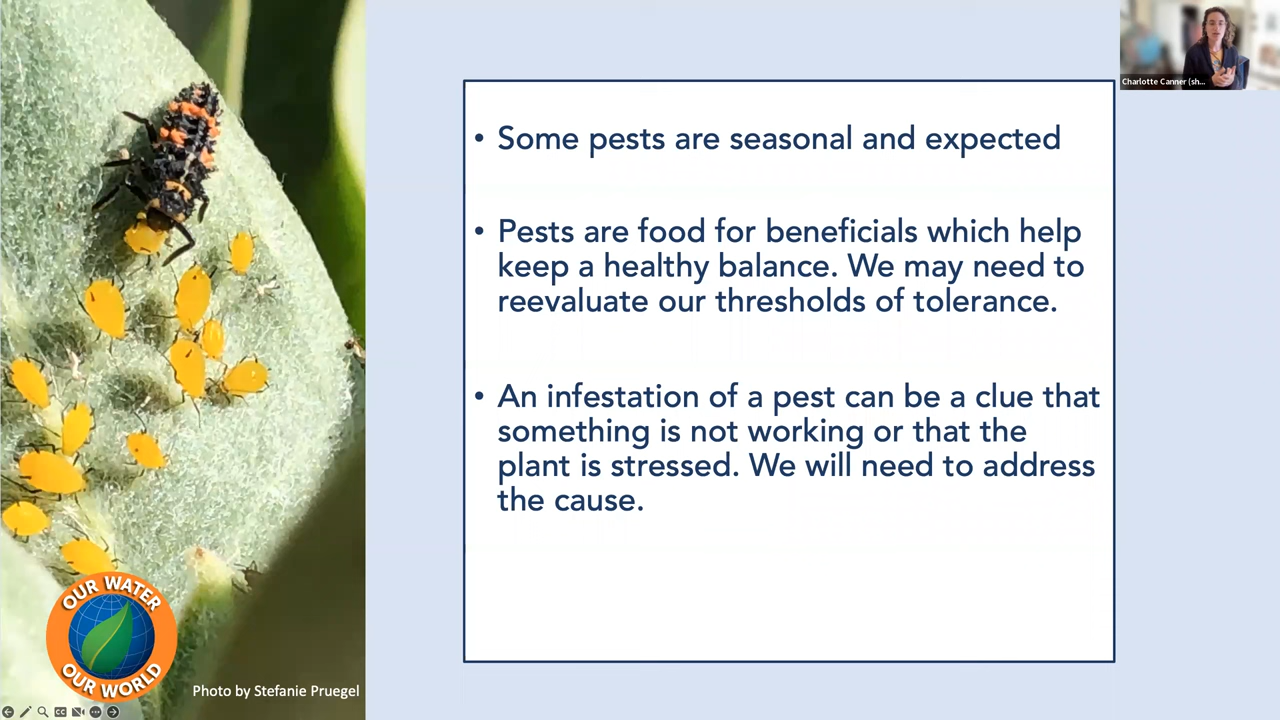 • Some pests are seasonal and expected
• Pests are food for beneficials which help
keep a healthy balance. We may need to
reevaluate our thresholds of tolerance.
• An infestation of a pest can be a clue that
something is not working or that the
plant is stressed. We will need to address
the cause.
Charlotte Canner (sh...
OUR WATER
OUR WORLD
Photo by Stefanie Pruegel
CC